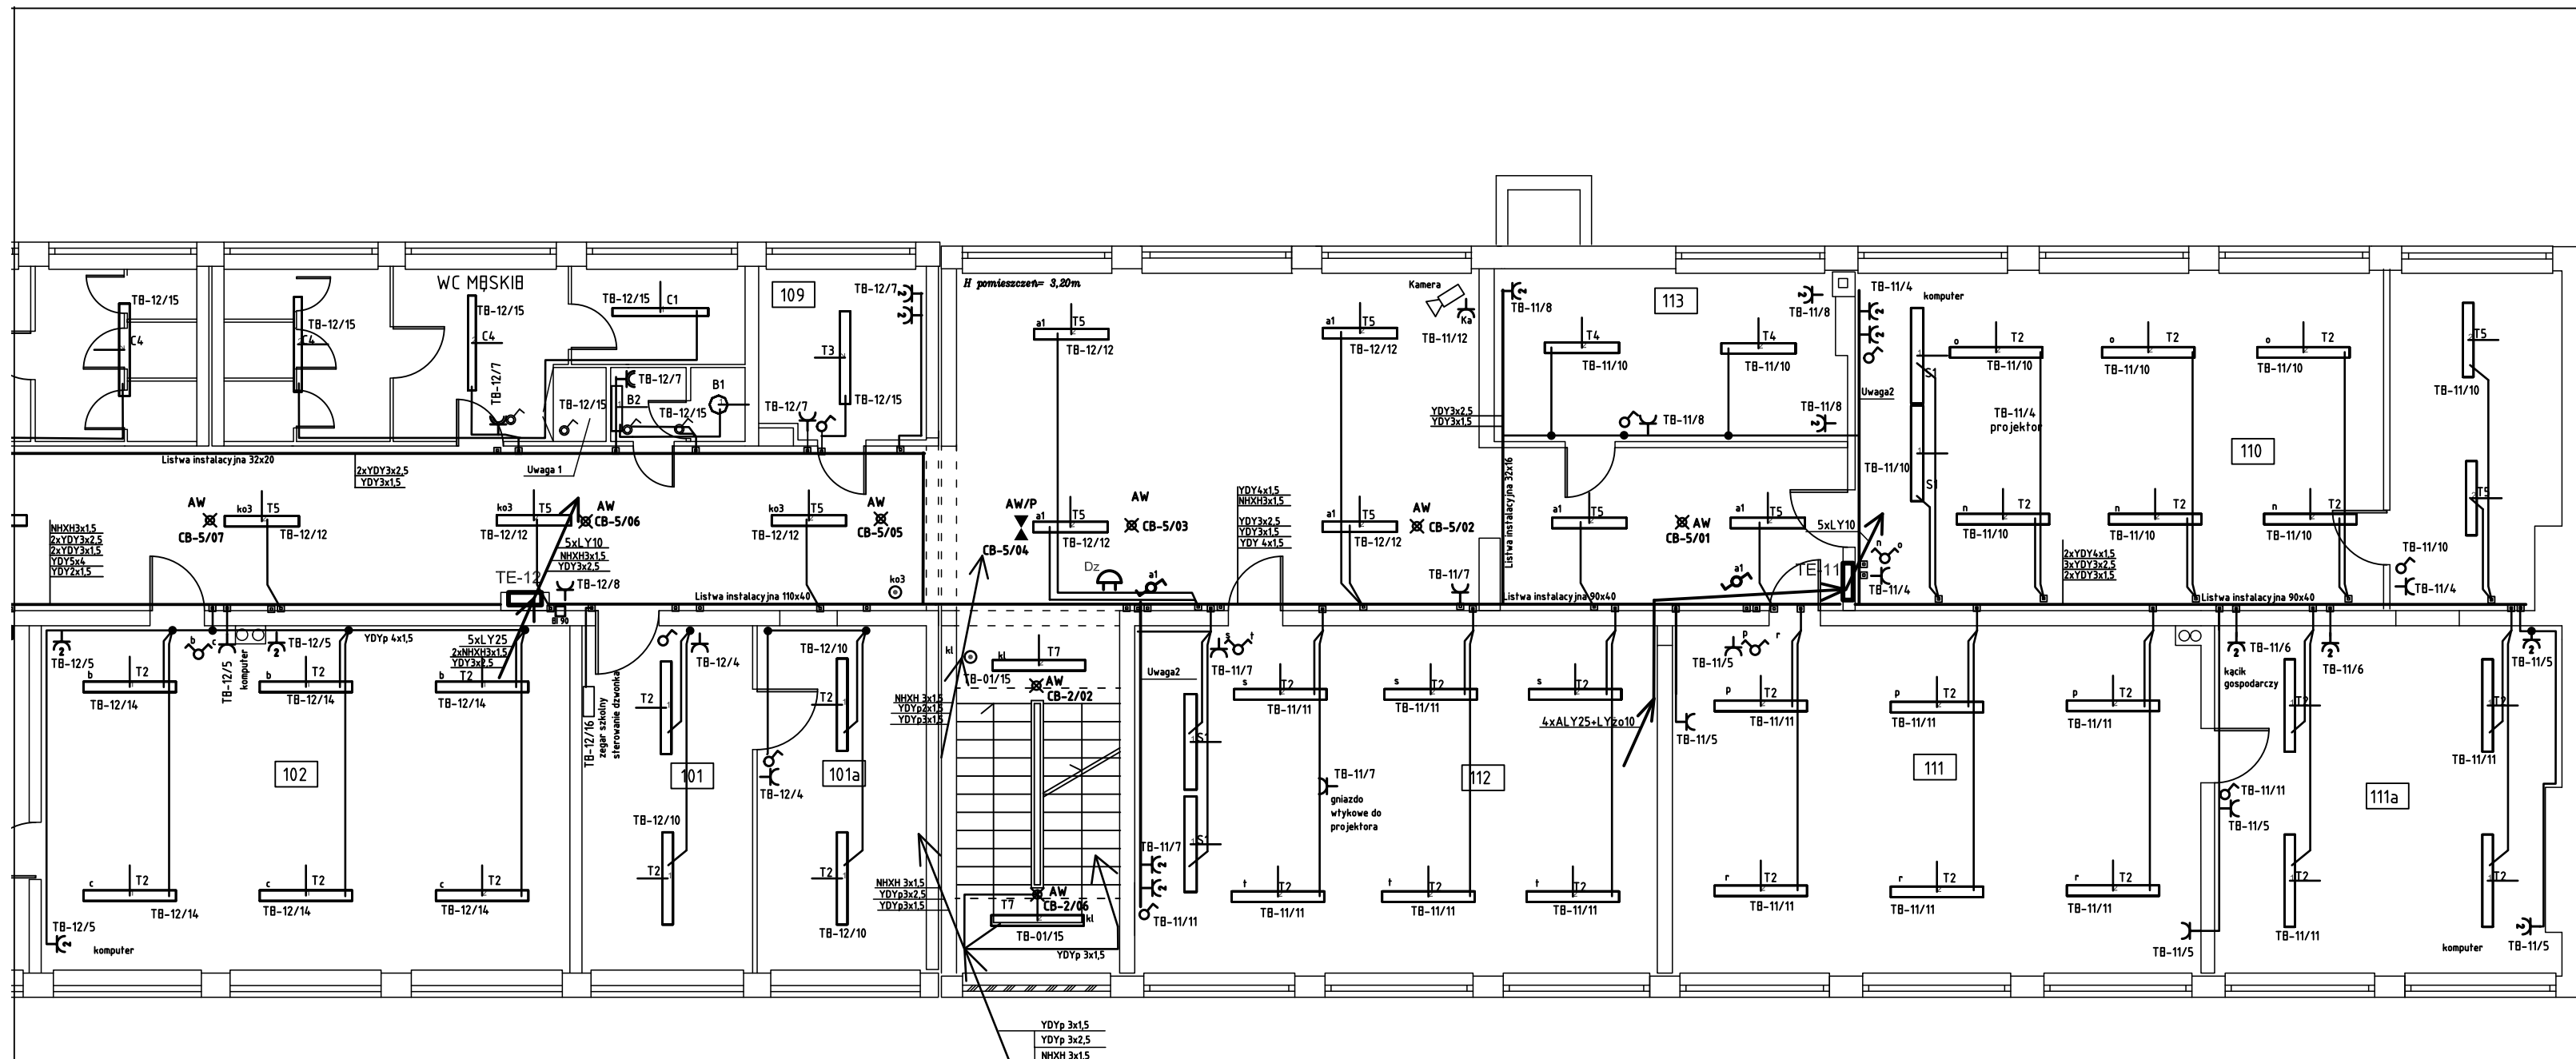 WC MĘSKIE
TB-12/15
C4
TB-12/15
C4
TB-12/15
C4
TB-12/7
TB-12/15
C1
109
T3
TB-12/15
TB-12/7
TB-12/7
TB-12/15
B2
TB-12/7
TB-12/15
B1
Listwa instalacyjna 32x20
2xYDY3x2,5
YDY3x1,5
Uwaga 1
H pomieszczeń= 3,20m
a1
T5
TB-12/12
a1
T5
TB-12/12
Kamera
Ka
TB-11/12
TB-11/8
113
TB-11/8
T4
TB-11/10
T4
TB-11/10
TB-11/8
TB-11/8
YDY3x2,5
YDY3x1,5
Listwa instalacyjna 32x16
TB-11/4
komputer
Uwaga2
S1
S1
TB-11/10
o
T2
TB-11/10
o
T2
TB-11/10
o
T2
TB-11/10
TB-11/4
projektor
110
T5
TB-11/10
T5
n
T2
TB-11/10
n
T2
TB-11/10
n
T2
TB-11/10
TB-11/10
TB-11/4
2xYDY4x1,5
3xYDY3x2,5
2xYDY3x1,5
Listwa instalacyjna 90x40
NHXH3x1,5
2xYDY3x2,5
2xYDY3x1,5
YDY5x4
YDY2x1,5
AW
CB-5/07
ko3
T5
TB-12/12
ko3
T5
TB-12/12
AW
CB-5/06
5xLY10
NHXH3x1,5
YDY3x2,5
TE-12
TB-12/8
90
ko3
T5
TB-12/12
AW
CB-5/05
ko3
Listwa instalacyjna 110x40
AW/P
CB-5/04
a1
T5
TB-12/12
AW
CB-5/03
Dz
a1
YDY4x1,5
NHXH3x1,5
YDY3x2,5
YDY3x1,5
YDY 4x1,5
a1
T5
TB-12/12
AW
CB-5/02
TB-11/7
a1
T5
AW
CB-5/01
a1
T5
5xLY10
a1
TE-11
n
o
TB-11/4
Listwa instalacyjna 90x40
TB-12/5
b
c
TB-12/5
komputer
TB-12/5
YDYp 4x1,5
5xLY25
2xNHXH3x1,5
YDY3x2,5
b
T2
TB-12/14
b
T2
TB-12/14
b
T2
TB-12/14
102
c
T2
TB-12/14
c
T2
TB-12/14
c
T2
TB-12/14
TB-12/5
komputer
TB-12/16
zegar szkolny
sterowanie dzwonka
TB-12/4
T2
101
TB-12/10
T2
TB-12/10
T2
101a
TB-12/4
T2
TB-12/10
kl
TB-01/15
kl
T7
AW
CB-2/02
NHXH 3x1,5
YDYp2x1,5
YDYp3x1,5
NHXH 3x1,5
YDYp3x2,5
YDYp3x1,5
AW
CB-2/06
T7
kl
TB-01/15
YDYp 3x1,5
YDYp 3x1,5
YDYp 3x2,5
NHXH 3x1,5
Uwaga2
s
t
TB-11/7
S1
S1
TB-11/7
TB-11/11
s
T2
TB-11/11
s
T2
TB-11/11
s
T2
4xALY25+LYżo10
TB-11/7
gniazdo
wtykowe do
projektora
112
t
T2
TB-11/11
t
T2
TB-11/11
t
T2
TB-11/11
TB-11/5
p
r
TB-11/5
p
T2
TB-11/11
p
T2
TB-11/11
p
T2
TB-11/11
111
r
T2
TB-11/11
r
T2
TB-11/11
r
T2
TB-11/11
TB-11/5
TB-11/6
kącik
gospodarczy
TB-11/6
TB-11/5
T2
T2
TB-11/11
TB-11/11
TB-11/5
111a
T2
TB-11/11
T2
komputer
TB-11/5